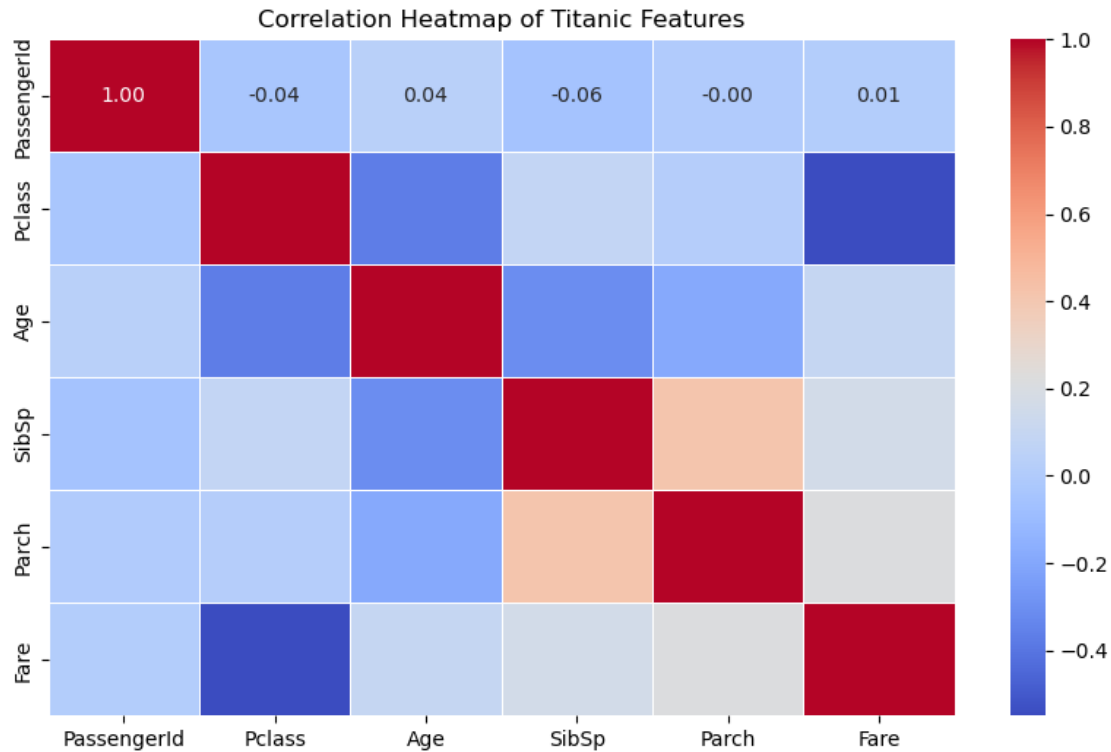 Correlation Heatmap of Titanic Features
PassengerId
1.00 -0.04 0.04 -0.06 -0.00 0.01
Pclass
Age
SibSp
Parch
Fare
PassengerId Pclass Age SibSp Parch Fare
1.0
0.8
0.6
0.4
0.2
0.0
−0.2
−0.4